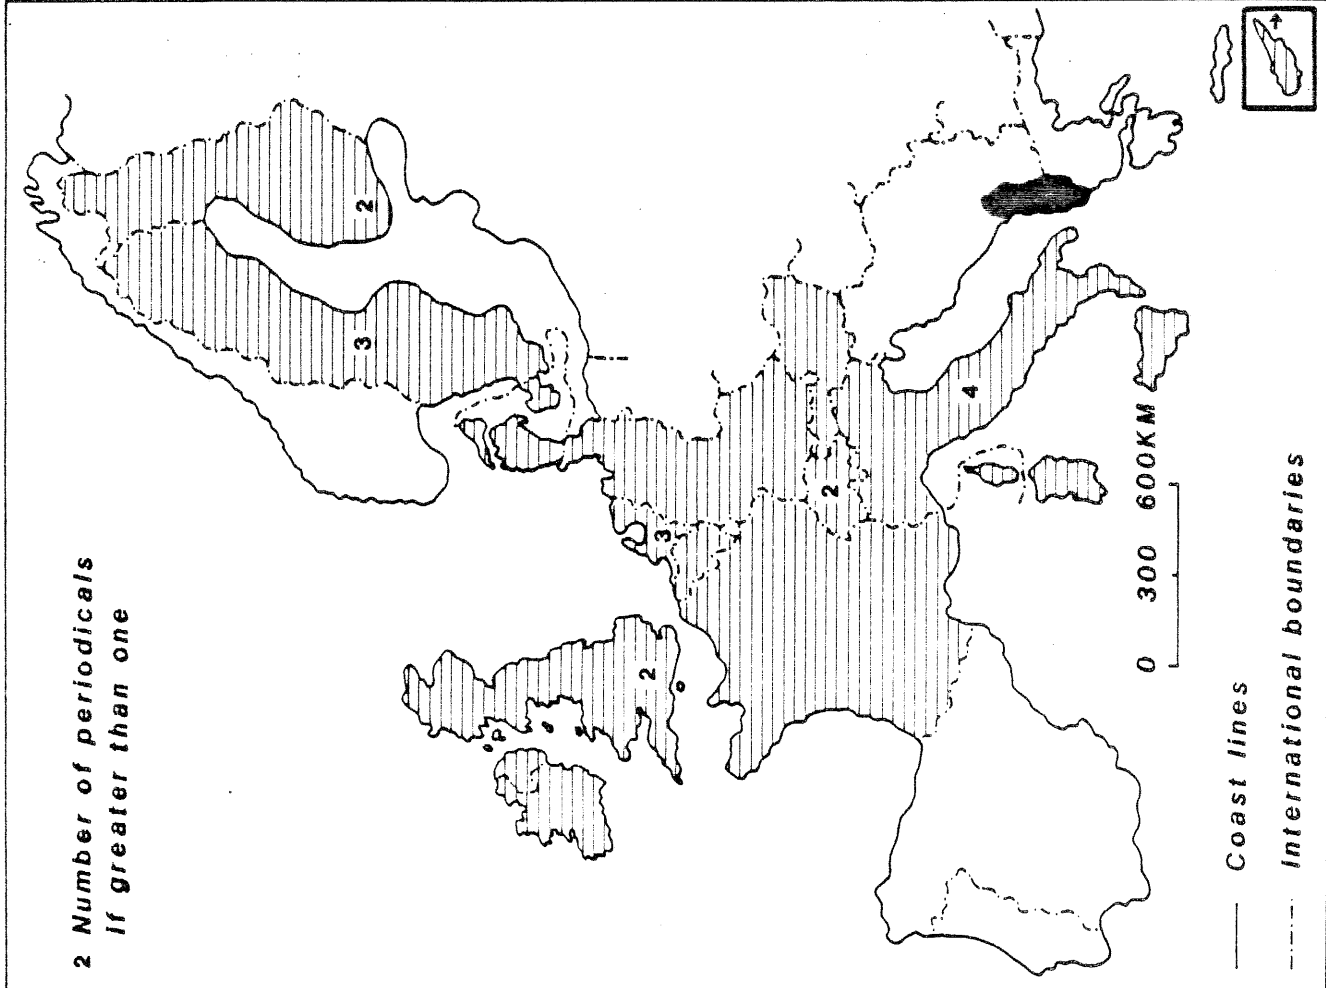 2 Number of periodicals
if greater than one
2
3
2
3
2
2
4
0 300 600KM
Coast lines
International boundaries